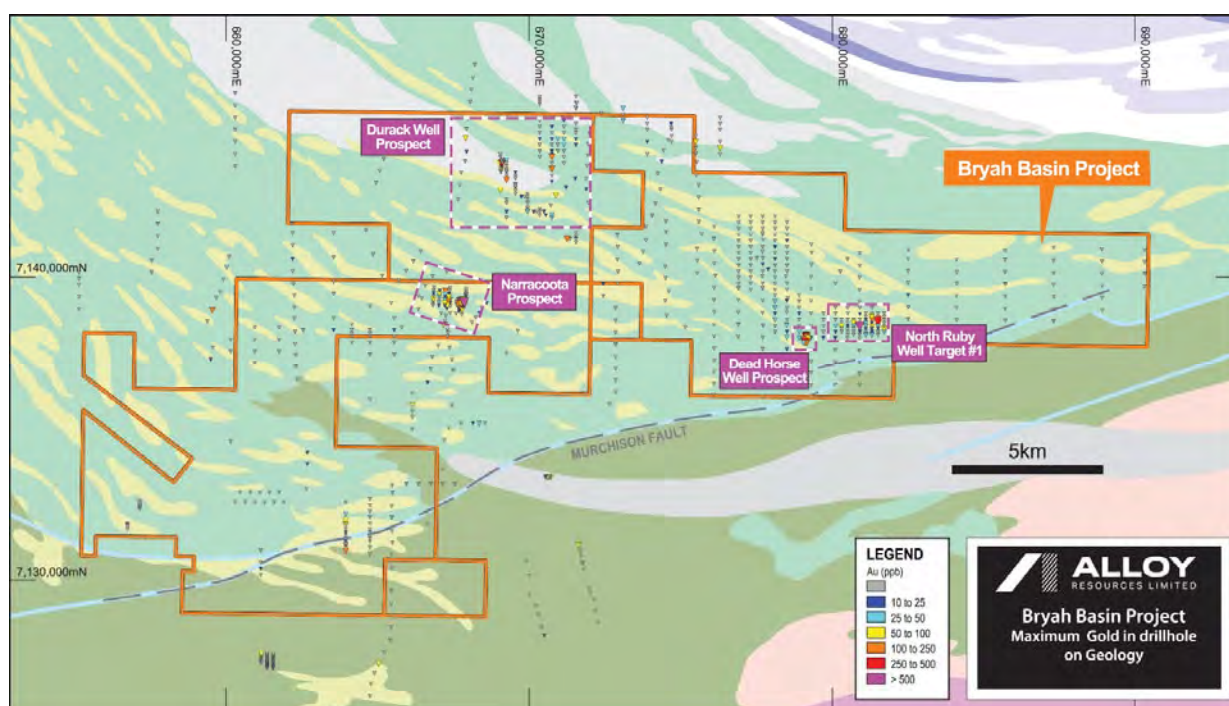 660,000mE
670,000mE
680,000mE
690,000mE
Durack Well
Prospect
Bryah Basin Project
7,140,000mN
Narracoota
Prospect
North Ruby
Well Target #1
Dead Horse
Well Prospect
MURCHISON FAULT
5km
7,130,000mN
LEGEND
Au (ppb)
10 to 25
25 to 50
50 to 100
100 to 250
250 to 500
> 500
ALLOY
RESOURCES LIMITED
Bryah Basin Project
Maximum Gold in drillhole
on Geology